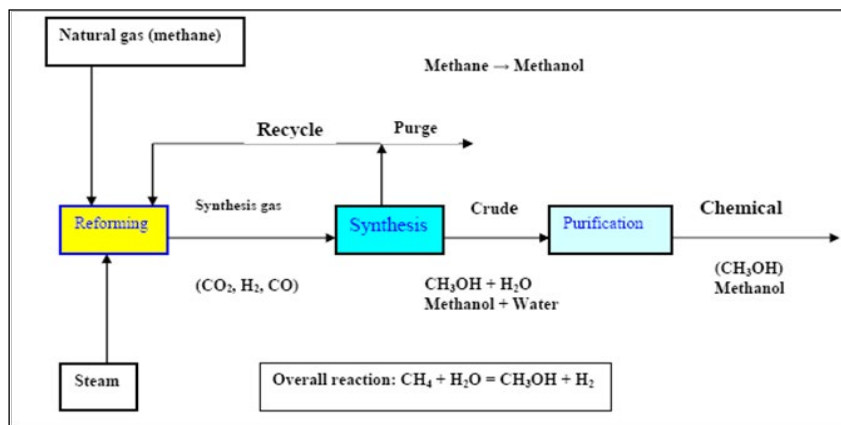 Natural gas (methane)
Methane → Methanol
Recycle
Purge
Reforming
Synthesis gas
Synthesis
Crude
Purification
Chemical
(CO₂, H₂, CO)
CH₃OH + H₂O
Methanol + Water
(CH₃OH)
Methanol
Steam
Overall reaction: CH₄ + H₂O = CH₃OH + H₂